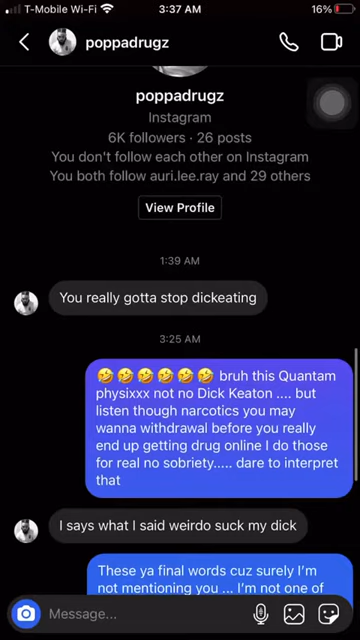 T-Mobile Wi-Fi 3:37 AM 16%
poppadrugz
poppadrugz
Instagram
6K followers · 26 posts
You don't follow each other on Instagram
You both follow auri.lee.ray and 29 others
View Profile
1:39 AM
You really gotta stop dickeating
3:25 AM
🤣🤣🤣🤣🤣🤣 bruh this Quantam
physixxx not no Dick Keaton .... but
listen though narcotics you may
wanna withdrawal before you really
end up getting drug online I do those
for real no sobriety..... dare to interpret
that
I says what I said weirdo suck my dick
These ya final words cuz surely I'm
not mentioning you ... I'm not one of
Message...